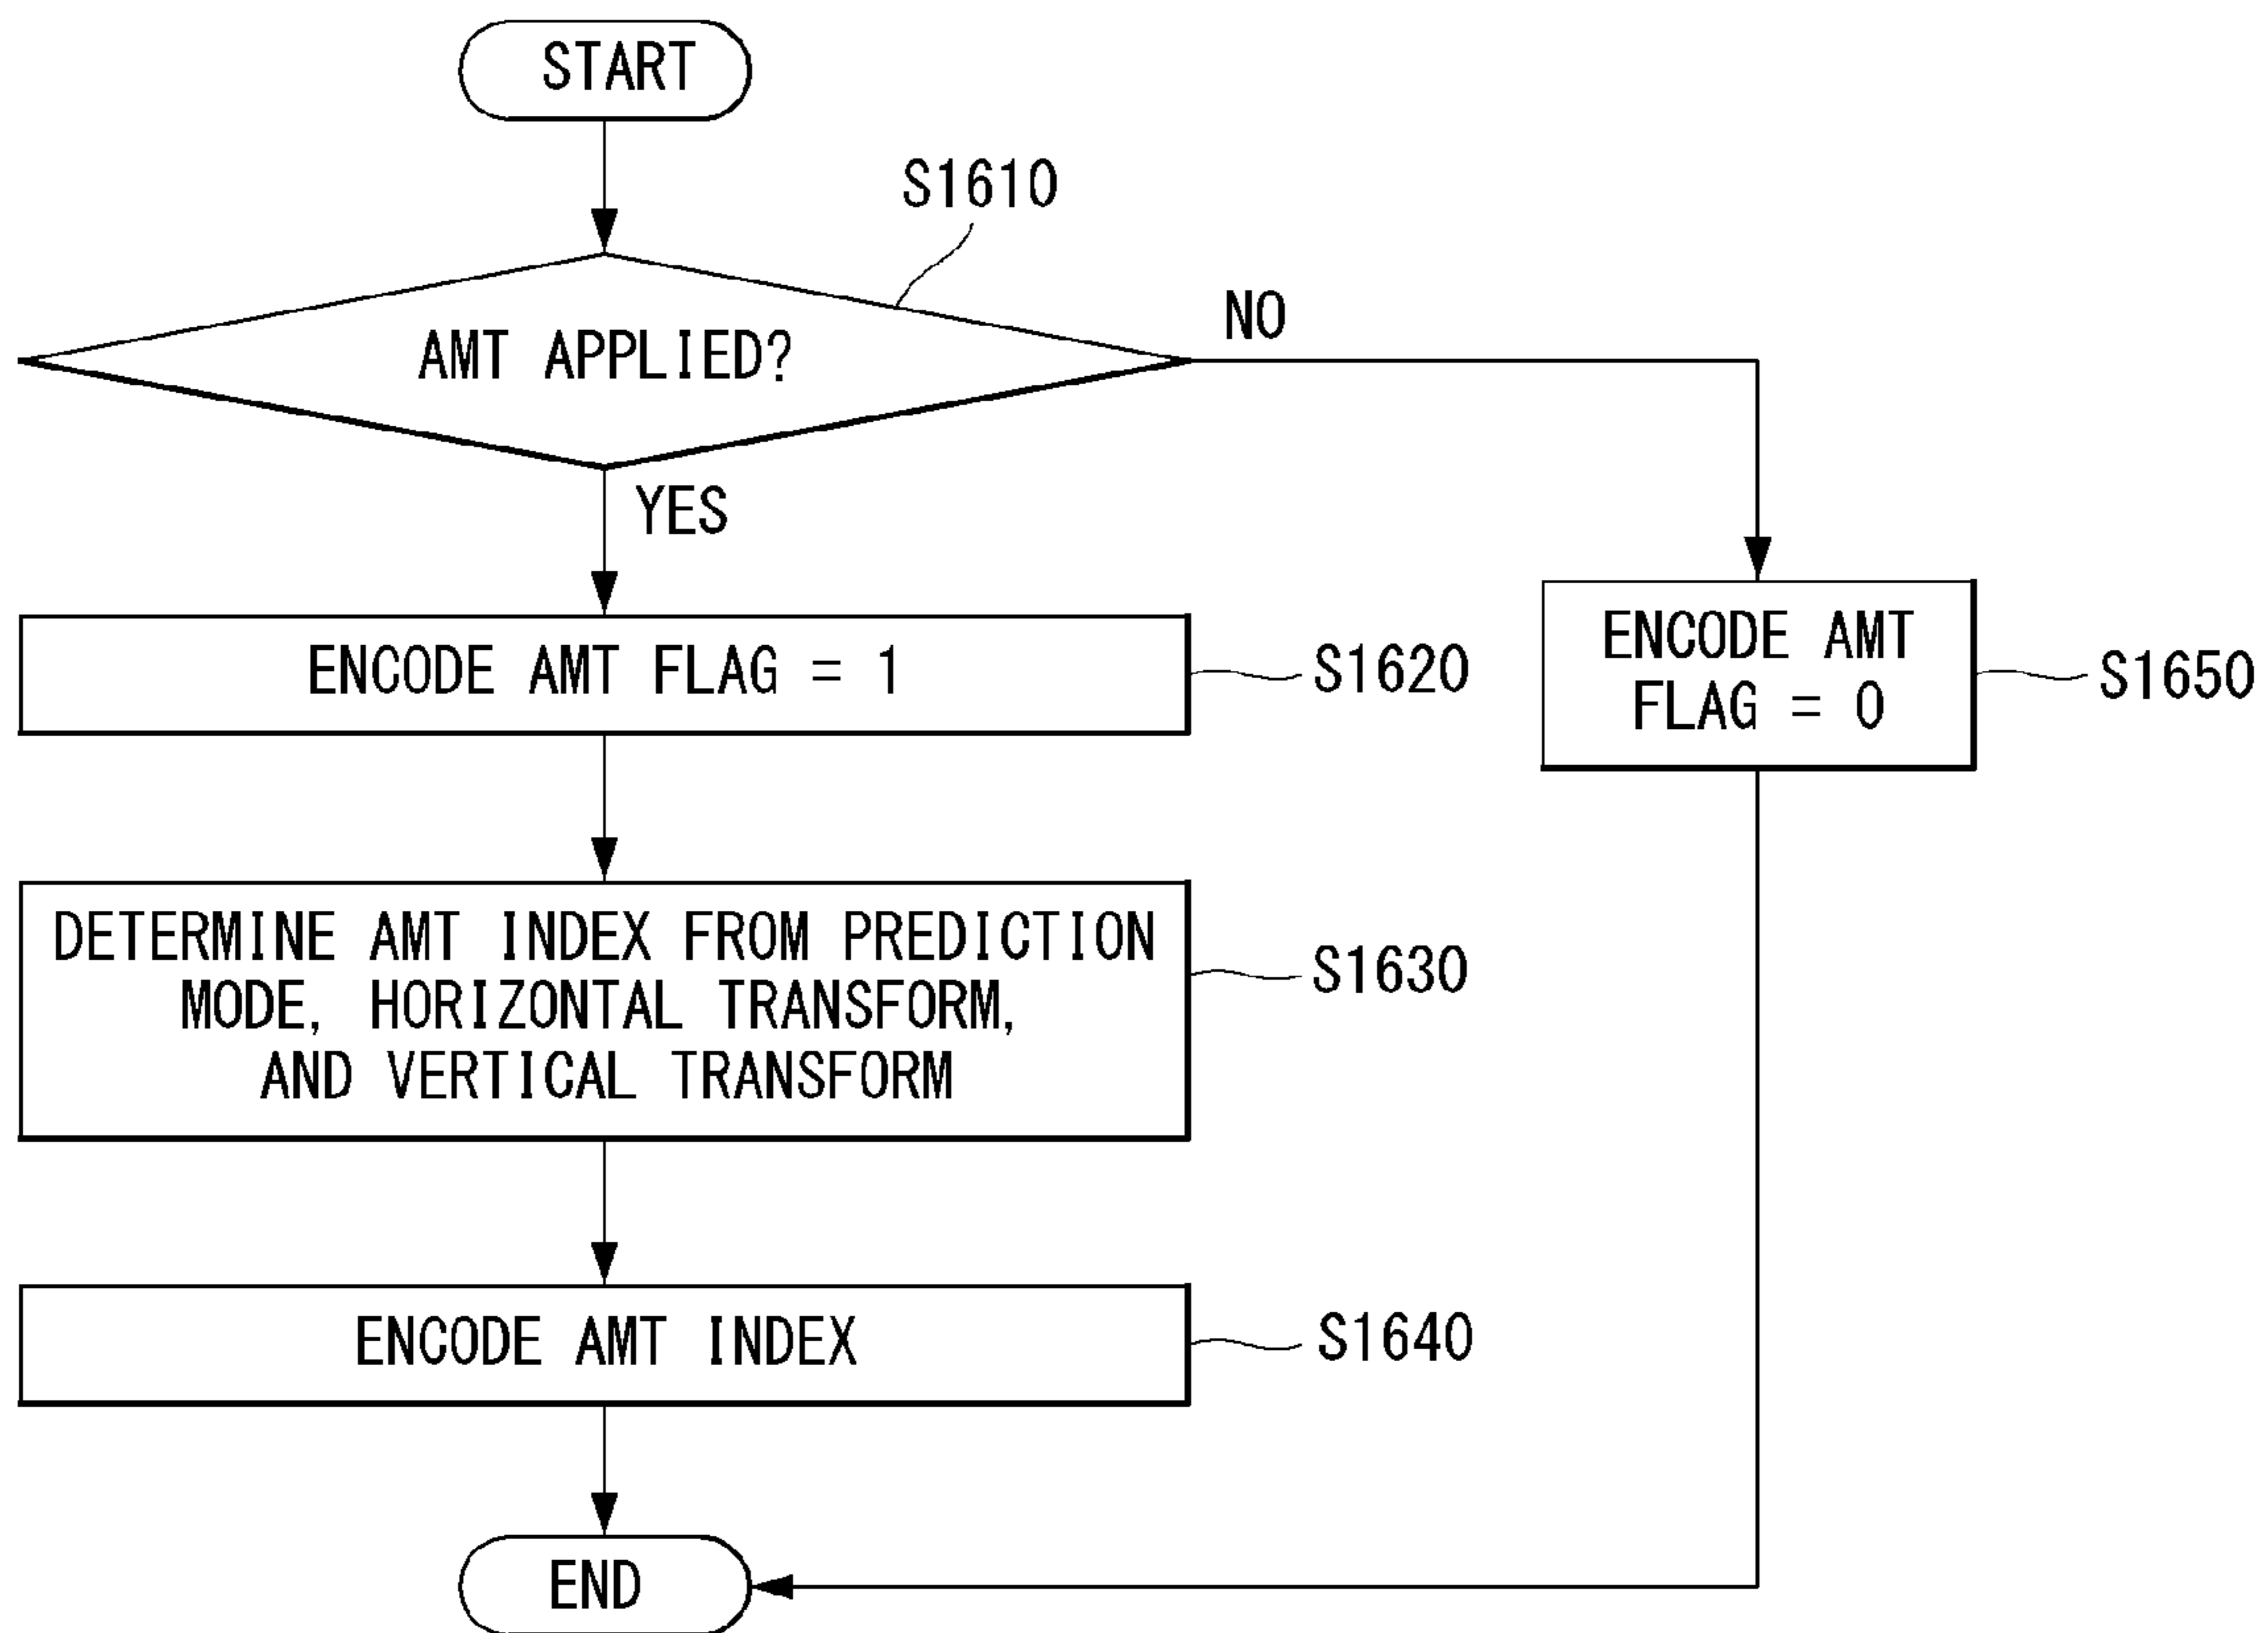 START
S1610
AMT APPLIED?
NO
YES
ENCODE AMT FLAG = 1
S1620
ENCODE AMT
FLAG = 0
S1650
DETERMINE AMT INDEX FROM PREDICTION
MODE, HORIZONTAL TRANSFORM,
AND VERTICAL TRANSFORM
S1630
ENCODE AMT INDEX
S1640
END